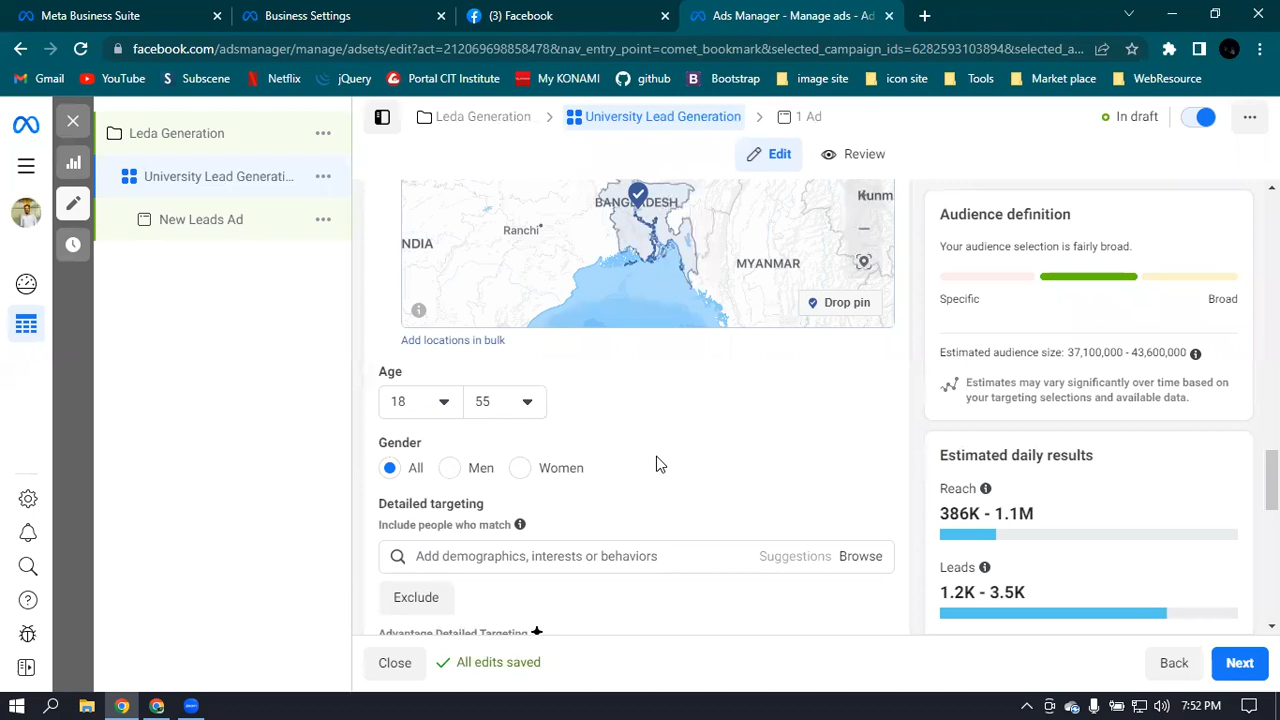 Meta Business Suite
Business Settings
(3) Facebook
Ads Manager - Manage ads - Ad
facebook.com/adsmanager/manage/adsets/edit?act=212069698858478&nav_entry_point=comet_bookmark&selected_campaign_ids=6282593103894&selected_a...
Gmail
YouTube
Subscene
Netflix
jQuery
Portal CIT Institute
My KONAMI
github
Bootstrap
image site
icon site
Tools
Market place
WebResource
Leda Generation
University Lead Generati...
New Leads Ad
Leda Generation
University Lead Generation
1 Ad
In draft
Edit
Review
BANGLADESH
Kunm
Ranchi
NDIA
MYANMAR
Drop pin
Add locations in bulk
Age
18
55
Gender
All
Men
Women
Detailed targeting
Include people who match
Add demographics, interests or behaviors
Suggestions
Browse
Exclude
Advantage Detailed Targeting
Audience definition
Your audience selection is fairly broad.
Specific
Broad
Estimated audience size: 37,100,000 - 43,600,000
Estimates may vary significantly over time based on
your targeting selections and available data.
Estimated daily results
Reach
386K - 1.1M
Leads
1.2K - 3.5K
Close
All edits saved
Back
Next
7:52 PM